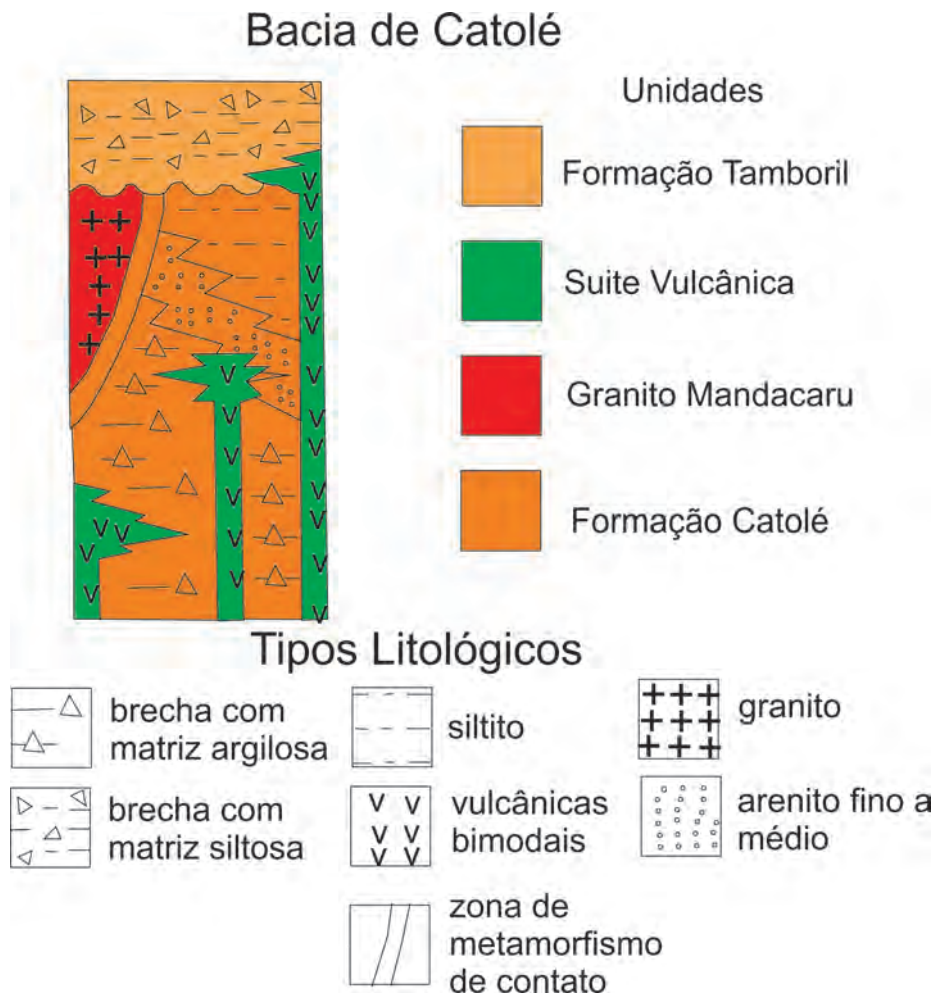 Bacia de Catolé
Unidades
Formação Tamboril
Suite Vulcânica
Granito Mandacaru
Formação Catolé
Tipos Litológicos
brecha com
matriz argilosa
siltito
granito
brecha com
matriz siltosa
vulcânicas
bimodais
arenito fino a
médio
zona de
metamorfismo
de contato